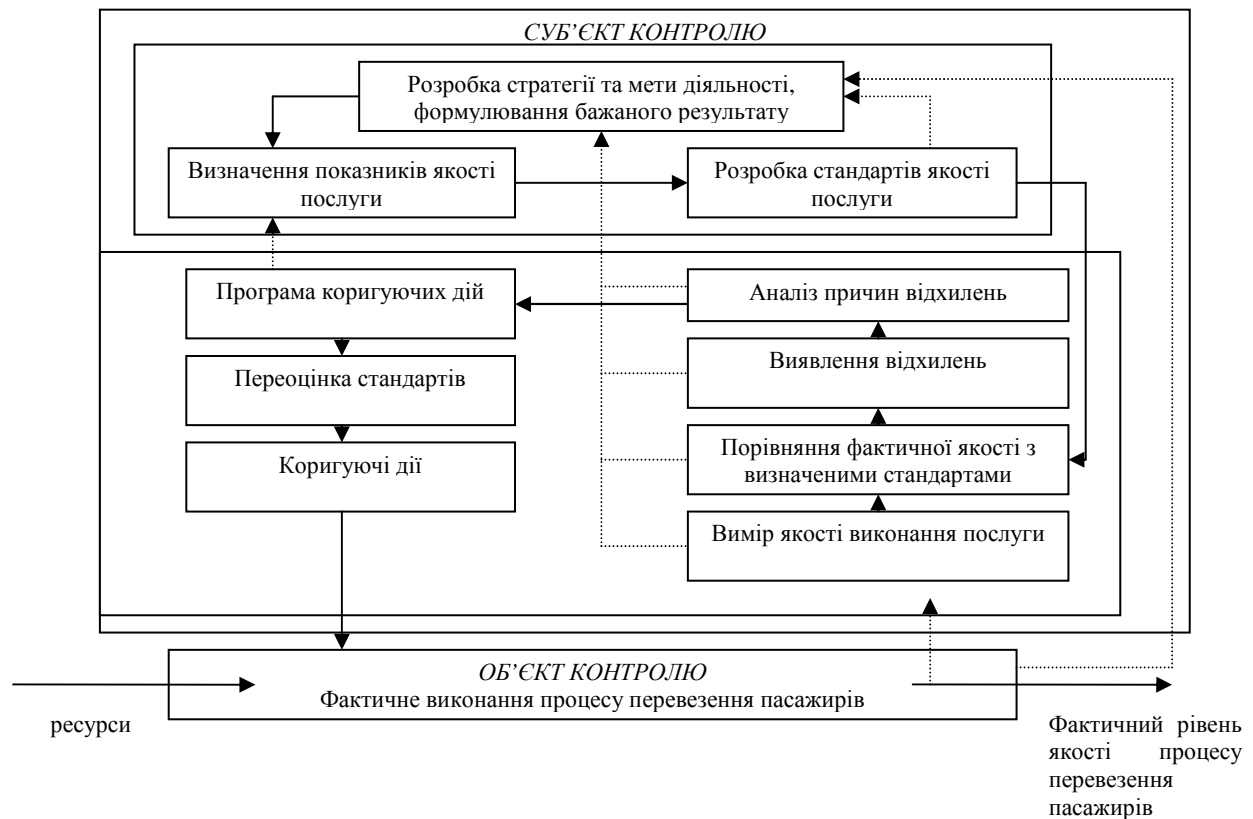 СУБ’ЄКТ КОНТРОЛЮ
Розробка стратегії та мети діяльності,
формулювання бажаного результату
Визначення показників якості
послуги
Розробка стандартів якості
послуги
Програма коригуючих дій
Аналіз причин відхилень
Переоцінка стандартів
Виявлення відхилень
Коригуючі дії
Порівняння фактичної якості з
визначеними стандартами
Вимір якості виконання послуги
ОБ’ЄКТ КОНТРОЛЮ
Фактичне виконання процесу перевезення пасажирів
ресурси
Фактичний рівень
якості процесу
перевезення
пасажирів